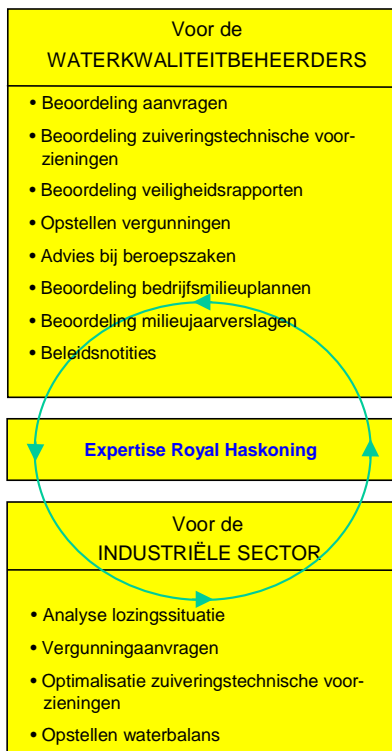 Voor de
WATERKWALITEITBEHEERDERS
• Beoordeling aanvragen
• Beoordeling zuiveringstechnische voor-
zieningen
• Beoordeling veiligheidsrapporten
• Opstellen vergunningen
• Advies bij beroepszaken
• Beoordeling bedrijfsmilieuplannen
• Beoordeling milieujaarverslagen
• Beleidsnotities
Expertise Royal Haskoning
Voor de
INDUSTRIËLE SECTOR
• Analyse lozingssituatie
• Vergunningaanvragen
• Optimalisatie zuiveringstechnische voor-
zieningen
• Opstellen waterbalans